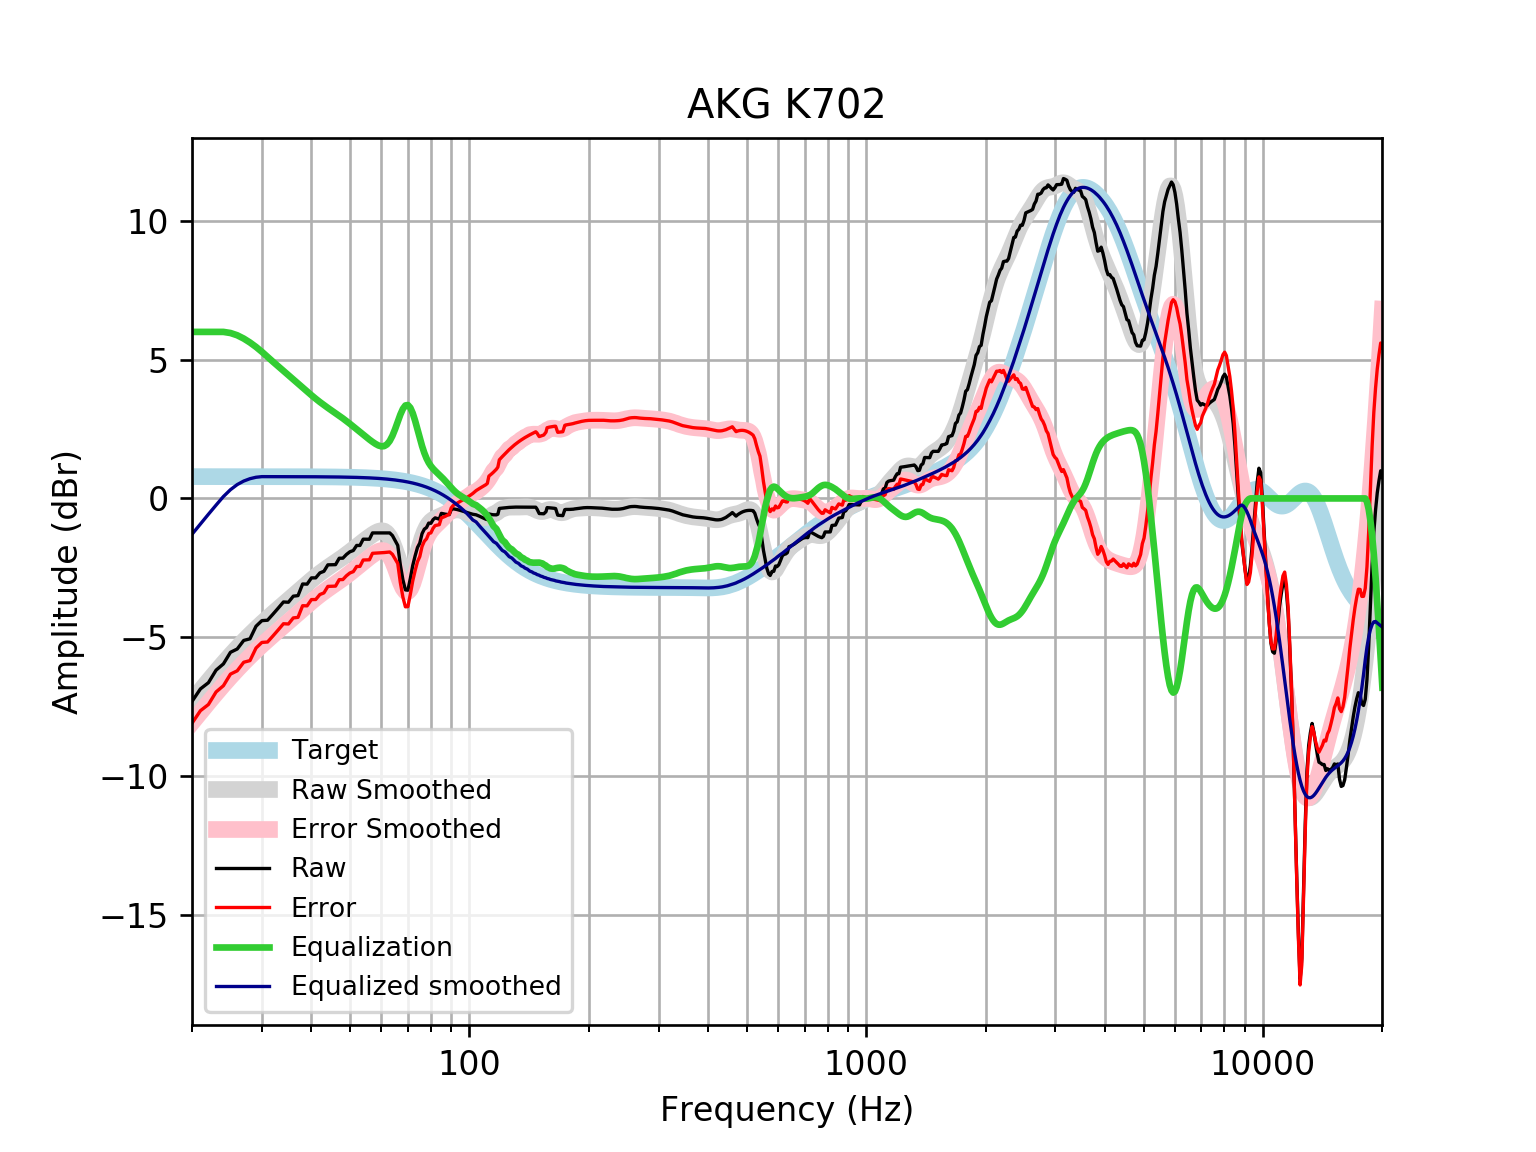 AKG K702
10
5
0
−5
−10
−15
Amplitude (dBr)
Target
Raw Smoothed
Error Smoothed
Raw
Error
Equalization
Equalized smoothed
100
1000
10000
Frequency (Hz)